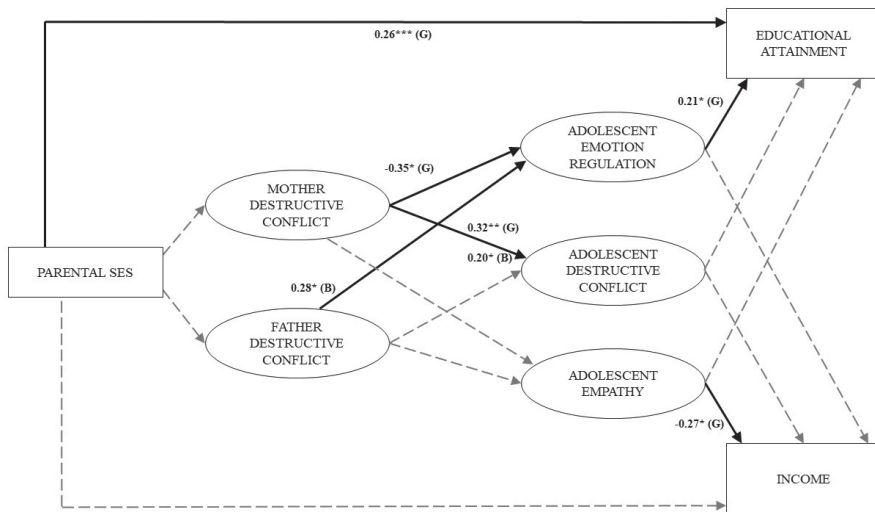 EDUCATIONAL
ATTAINMENT
0.26*** (G)
0.21* (G)
ADOLESCENT
EMOTION
REGULATION
-0.35* (G)
MOTHER
DESTRUCTIVE
CONFLICT
0.32** (G)
0.20* (B)
ADOLESCENT
DESTRUCTIVE
CONFLICT
PARENTAL SES
0.28* (B)
FATHER
DESTRUCTIVE
CONFLICT
ADOLESCENT
EMPATHY
-0.27* (G)
INCOME